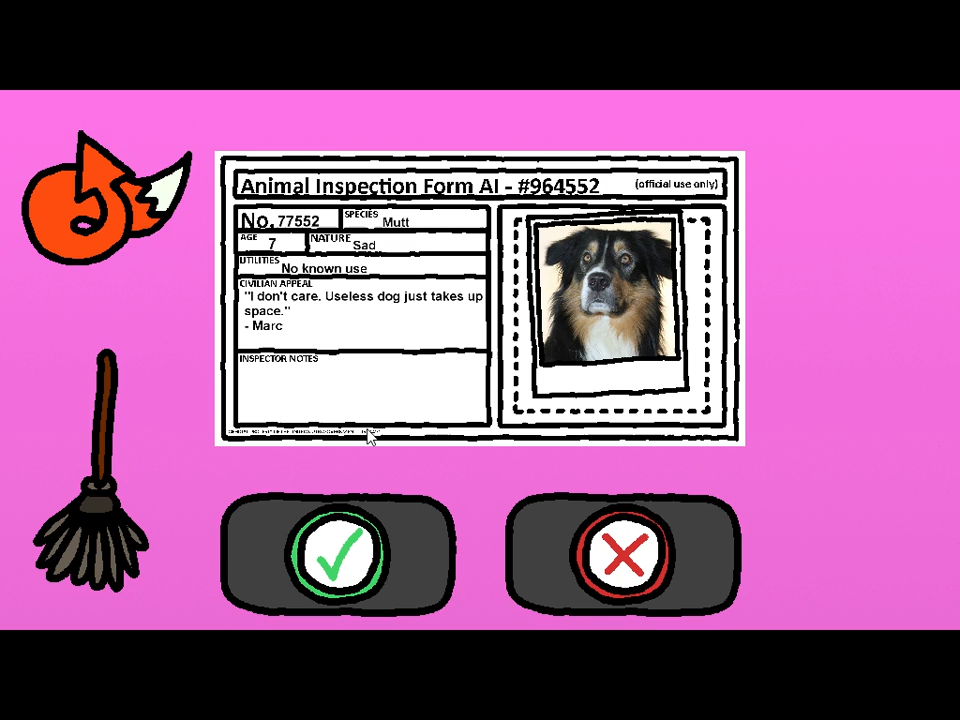 Animal Inspection Form AI - #964552 (official use only)
No. 77552 SPECIES Mutt
AGE 7 NATURE Sad
UTILITIES No known use
CIVILIAN APPEAL
"I don't care. Useless dog just takes up
space."
- Marc
INSPECTOR NOTES